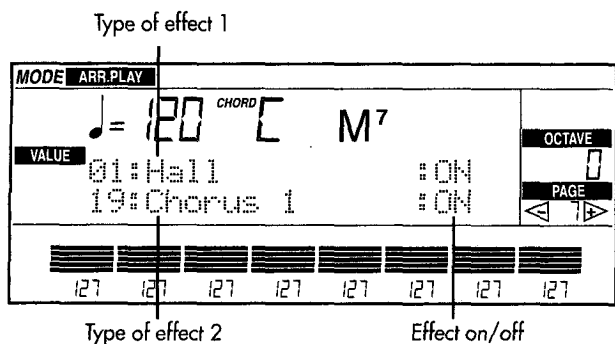 Type of effect 1
MODE ARR.PLAY
♩= 120 CHORD C M7
OCTAVE
VALUE
0
01:Hall :ON
PAGE
19:Chorus 1 :ON
- 7 +
127 127 127 127 127 127 127 127
Type of effect 2 Effect on/off